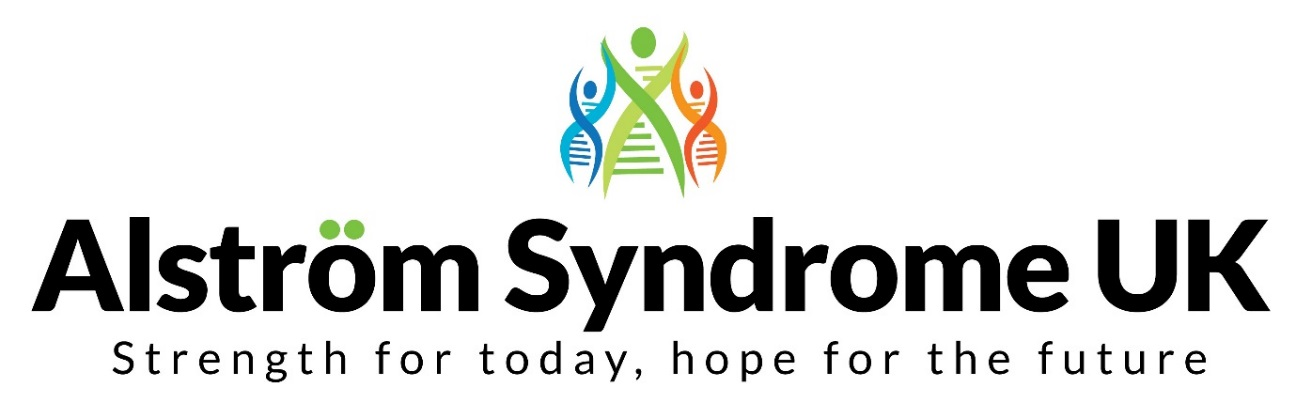 Alström Syndrome UK
Strength for today, hope for the future